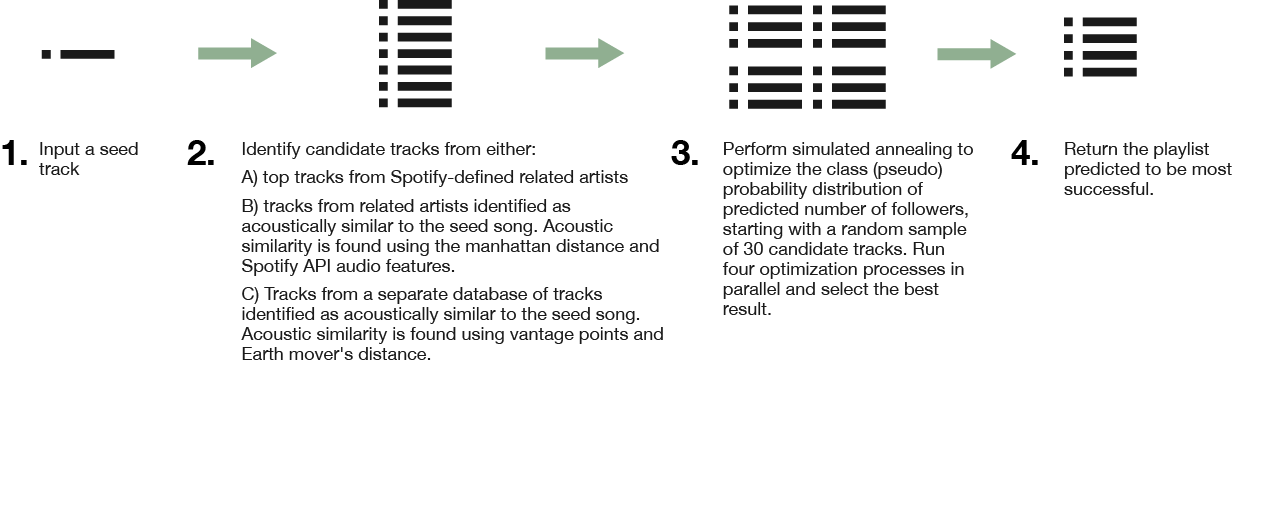 1. Input a seed
track
2. Identify candidate tracks from either:
A) top tracks from Spotify-defined related artists
B) tracks from related artists identified as
acoustically similar to the seed song. Acoustic
similarity is found using the manhattan distance and
Spotify API audio features.
C) Tracks from a separate database of tracks
identified as acoustically similar to the seed song.
Acoustic similarity is found using vantage points and
Earth mover's distance.
3. Perform simulated annealing to
optimize the class (pseudo)
probability distribution of
predicted number of followers,
starting with a random sample
of 30 candidate tracks. Run
four optimization processes in
parallel and select the best
result.
4. Return the playlist
predicted to be most
successful.